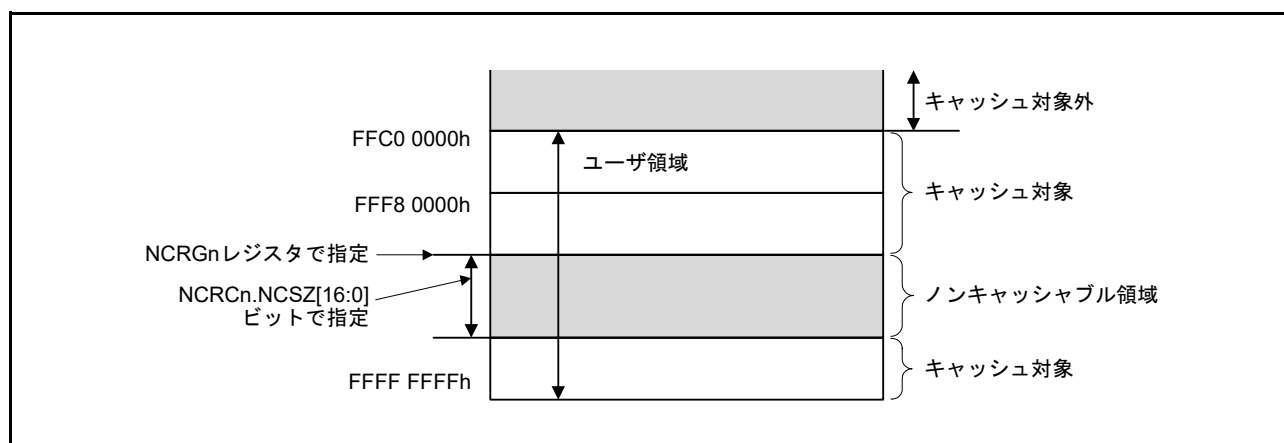 キャッシュ対象外
FFC0 0000h
ユーザ領域
キャッシュ対象
FFF8 0000h
NCRGnレジスタで指定
NCRCn.NCSZ[16:0]
ビットで指定
ノンキャッシャブル領域
キャッシュ対象
FFFF FFFFh